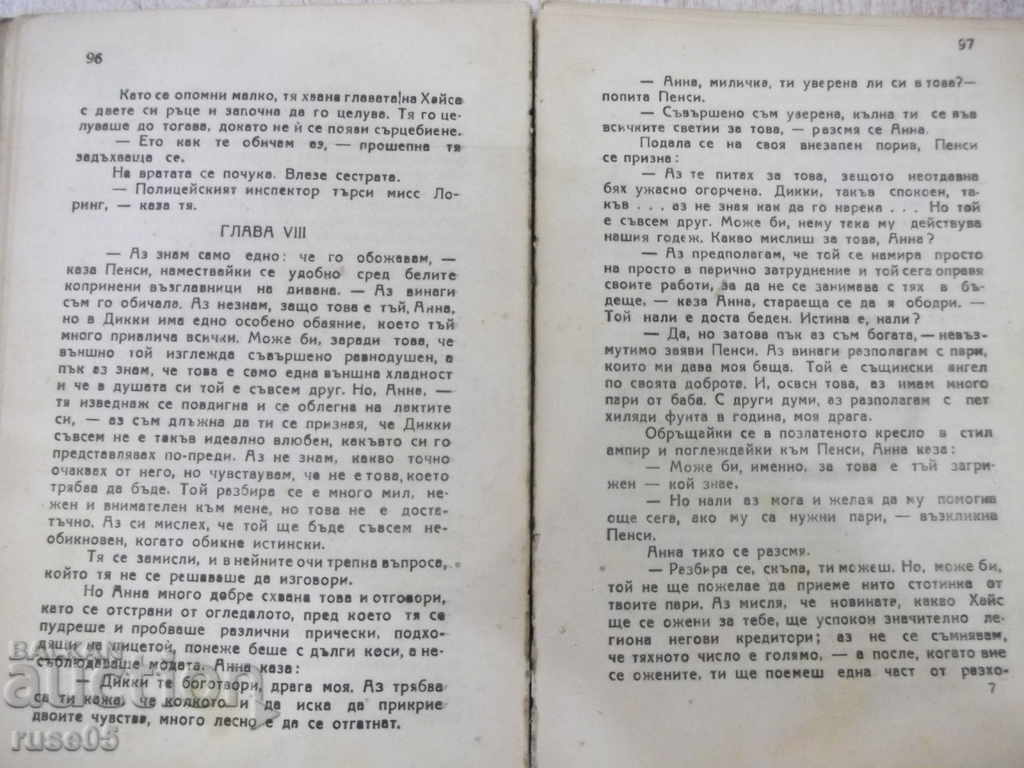 96
Като се опомни малко, тя хвана главата на Хайса
с двете си ръце и започна да го целува. Тя го це-
луваше до тогава, докато не ѝ се появи сърцебиене.
— Ето как те обичам аз, — прошепна тя
задъхваща се.
На вратата се почука. Влезе сестрата.
— Полицейският инспектор търси мисс Ло-
ринг, — каза тя.
ГЛАВА VIII
— Аз знам само едно: че го обожавам, —
каза Пенси, намествайки се удобно сред белите
копринени възглавници на дивана. — Аз винаги
съм го обичала. Аз незнам, защо това е тъй, Анна,
но в Дикки има едно особено обаяние, което тъй
много привлича всички. Може би, заради това, че
външно той изглежда съвършено равнодушен, а
пък аз знам, че това е само една външна хладност
и че в душата си той е съвсем друг. Но, Анна, —
тя изведнаж се повдигна и се облегна на лактите
си, — аз съм длъжна да ти се призная, че Дикки
съвсем не е такъв идеално влюбен, какъвто си го
представлявах по-преди. Аз не знам, какво точно
очаквах от него, но чувствувам, че не е това, което
трябва да бъде. Той разбира се е много мил, не-
жен и внимателен към мене, но това не е доста-
тъчно. Аз си мислех, че той ще бъде съвсем не-
обикновен, когато обикне истински.
Тя се замисли, и в нейните очи трепна въпроса,
който тя не се решаваше да изговори.
Но Анна много добре схвана това и отговори,
като се отстрани от огледалото, пред което тя се
пудреше и пробваше различни прически, подхо-
дящи на лицето й, понеже беше с дълги коси, а не-
съблюдаваше модата. Анна каза:
— Дикки те боготвори, драга моя. Аз трябва
да ти кажа, че колкото и да иска да прикрие
двоите чувства, много лесно е да се отгатнат.
97
— Анна, миличка, ти уверена ли си в това? —
попита Пенси.
— Съвършено съм уверена, кълна ти се във
всичките светии за това, — разсмя се Анна.
Подала се на своя внезапен порив, Пенси
се призна:
— Аз те питах за това, защото неотдавна
бях ужасно огорчена. Дикки, такъв спокоен, та-
къв . . . аз не зная как да го нарека . . . Но той
е съвсем друг. Може би, нему тека му действува
нашия годеж. Какво мислиш за това, Анна?
— Аз предполагам, че той се намира просто
на просто в парично затруднение и той сега оправя
своите работи, за да не се занимава с тях в бъ-
деще, — каза Анна, стараеща се да я ободри. —
Той нали е доста беден. Истина е, нали?
— Да, но затова пък аз съм богата, — невъз-
мутимо заяви Пенси. Аз винаги разполагам с пари,
които ми дава моя баща. Той е същински ангел
по своята доброта. И, освсн това, аз имам много
пари от баба. С други думи, аз разполагам с пет
хиляди фунта в година, моя драга.
Обръщайки се в позлатеното кресло в стил
ампир и поглеждайки към Пенси, Анна каза:
— Може би, именно, за това е тъй загри-
жен — кой знае.
— Но нали аз мога и желая да му помогна
още сега, ако му са нужни пари, — възкликна
Пенси.
Анна тихо се разсмя.
— Разбира се, скъпа, ти можеш. Но, може би,
той не ще пожелае да приеме нито стотинка от
твоите пари. Аз мисля, че новината, какво Хайс
ще се ожени за тебе, ще успокои значително ле-
гиона негови кредитори; аз не се съмнявам,
че тяхното число е голямо, — а после, когато вие
се ожените, ти ще поемеш една част от разхо-
7
BALKAN
auction
ruse05